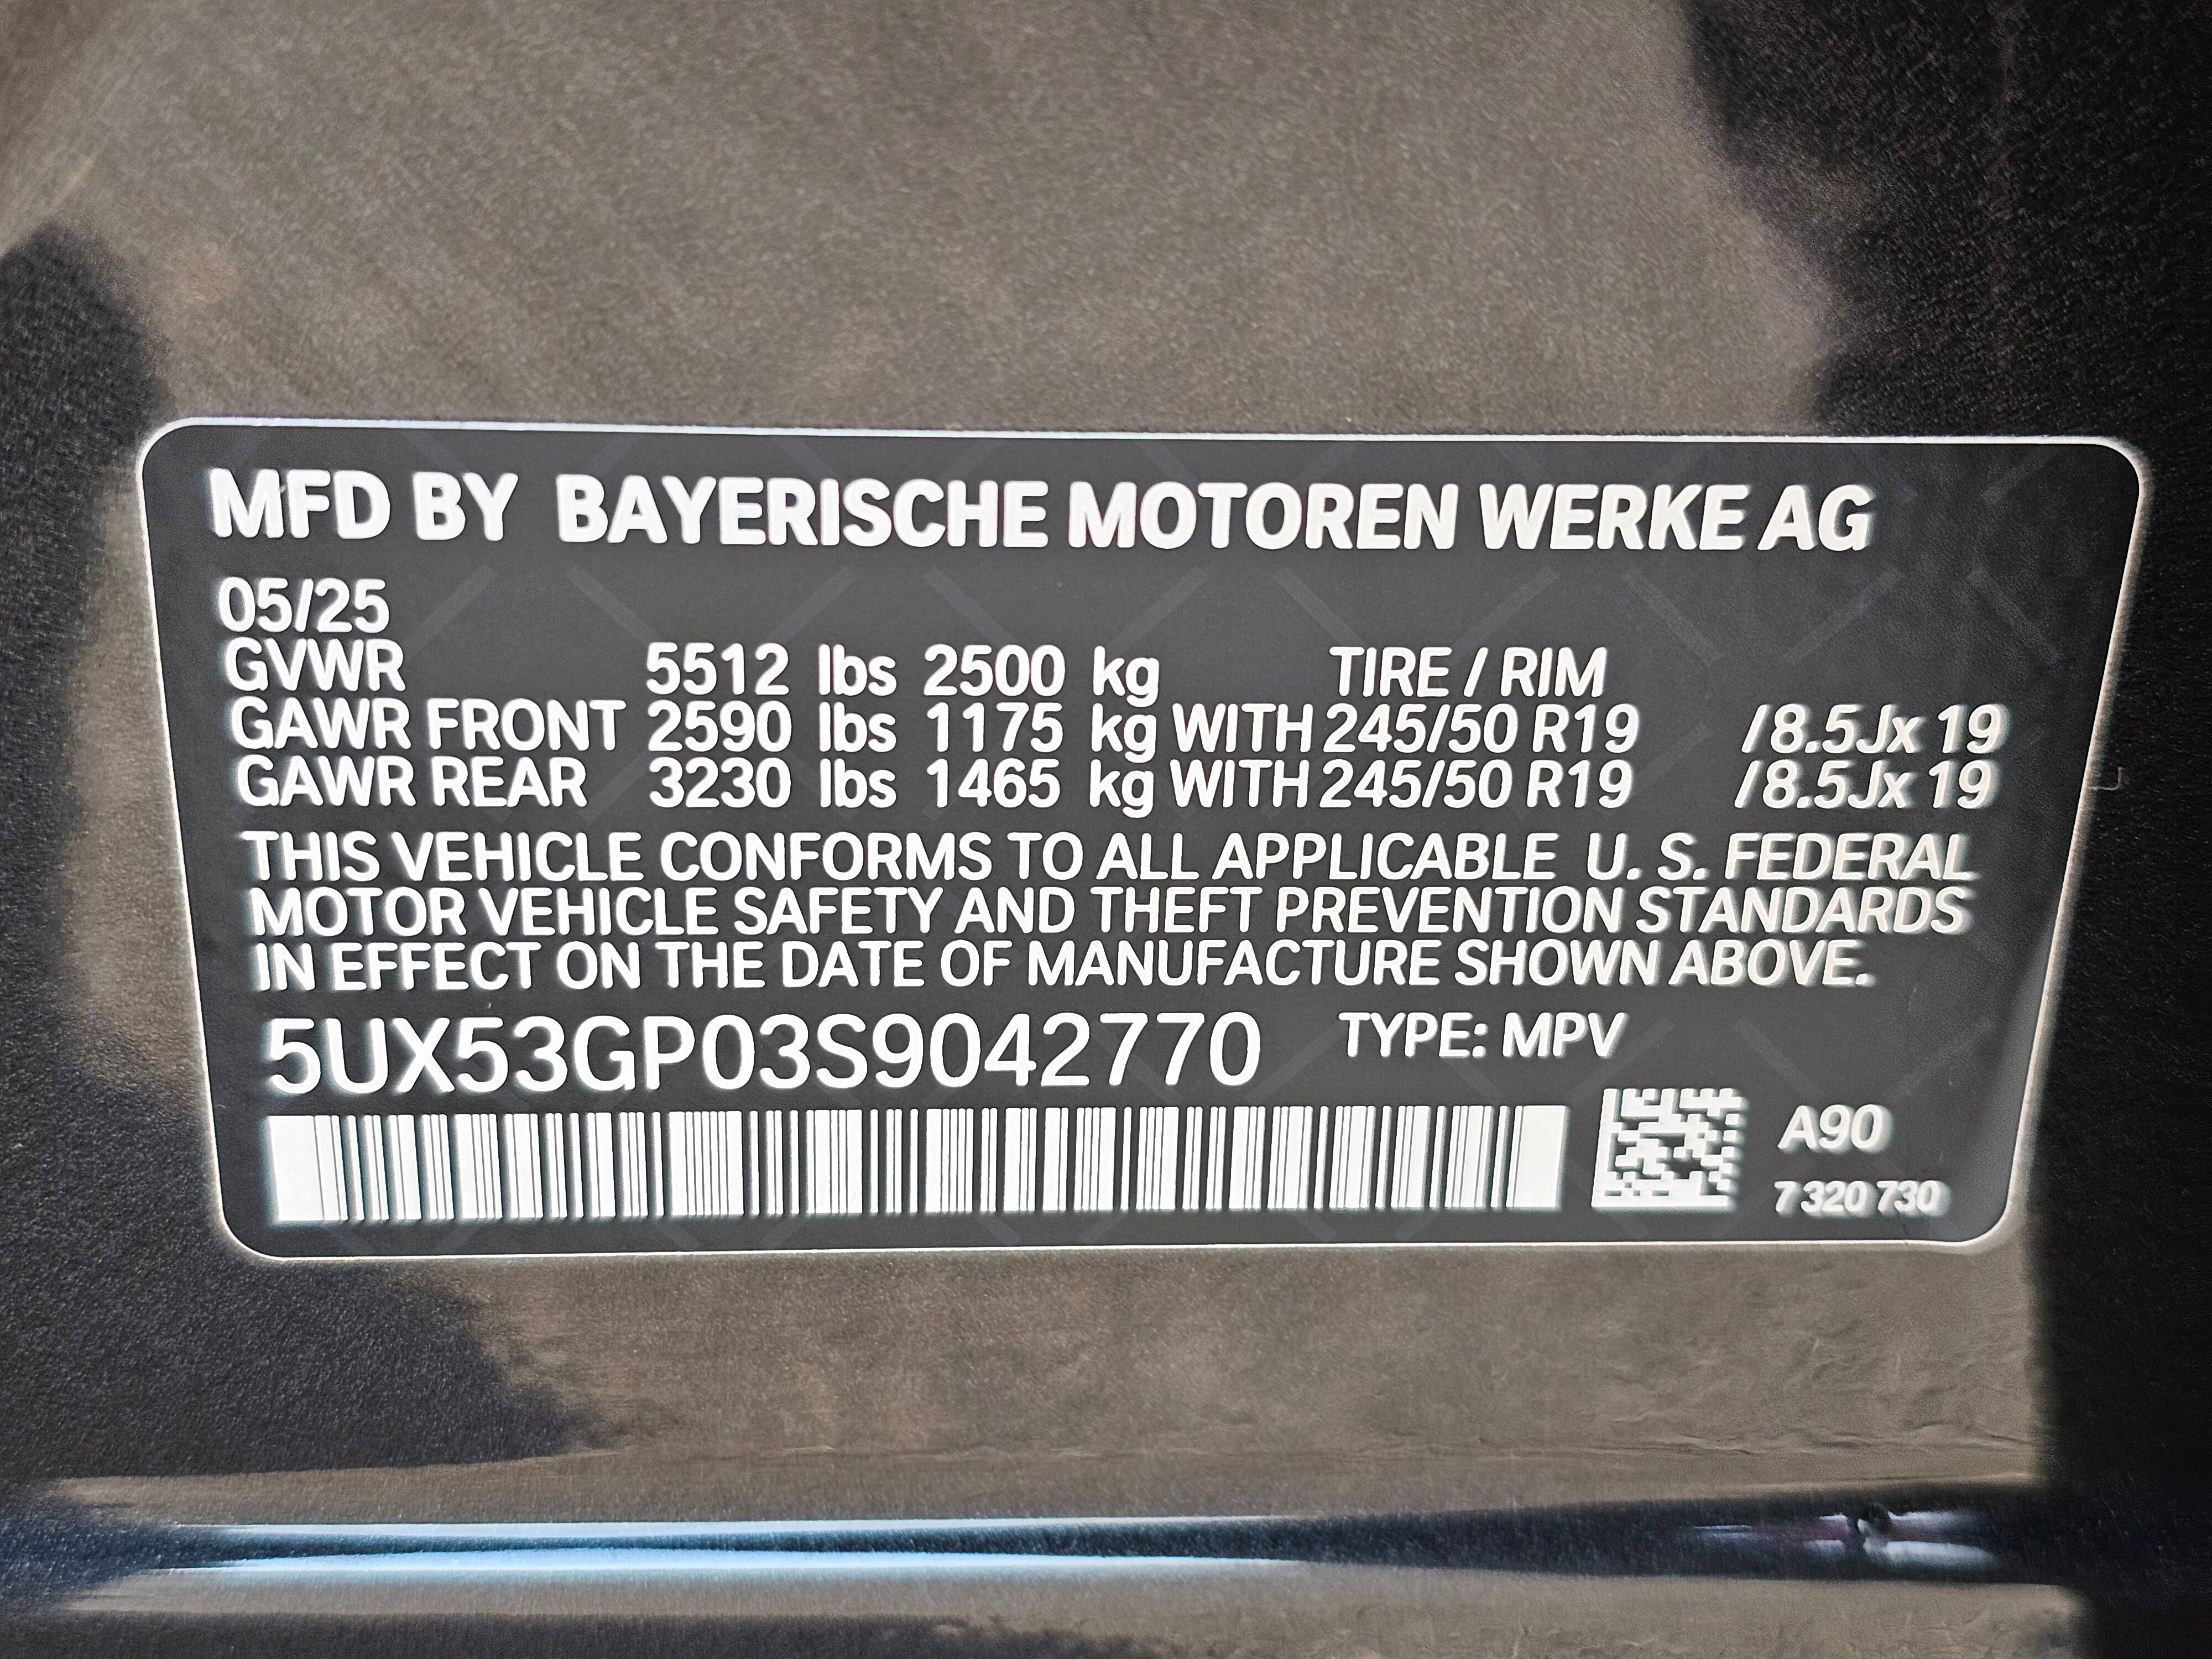 MFD BY BAYERISCHE MOTOREN WERKE AG
05/25
GVWR 5512 lbs 2500 kg TIRE / RIM
GAWR FRONT 2590 lbs 1175 kg WITH 245/50 R19 /8.5Jx 19
GAWR REAR 3230 lbs 1465 kg WITH 245/50 R19 /8.5Jx 19
THIS VEHICLE CONFORMS TO ALL APPLICABLE U. S. FEDERAL
MOTOR VEHICLE SAFETY AND THEFT PREVENTION STANDARDS
IN EFFECT ON THE DATE OF MANUFACTURE SHOWN ABOVE.
5UX53GP03S9042770 TYPE: MPV
A90
7 320 730